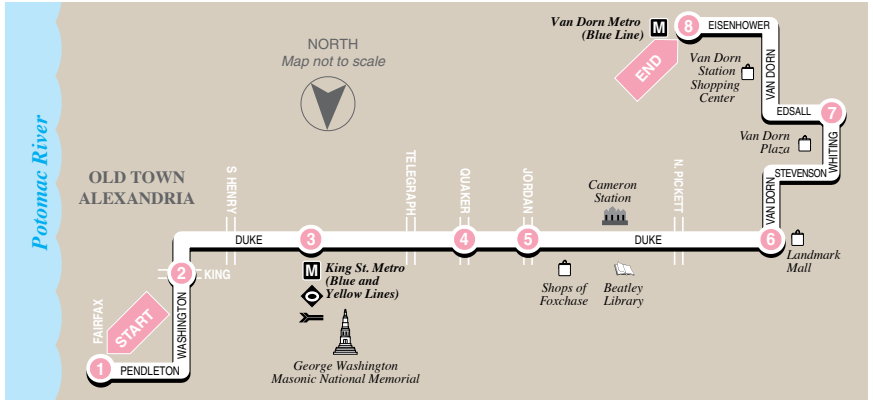 Potomac River
OLD TOWN
ALEXANDRIA
NORTH
Map not to scale
Van Dorn Metro
(Blue Line)
M
8
EISENHOWER
END
Van Dorn
Station
Shopping
Center
VAN DORN
EDSALL
7
Van Dorn
Plaza
WHITING
STEVENSON
VAN DORN
S. HENRY
TELEGRAPH
QUAKER
JORDAN
Cameron
Station
N. PICKETT
DUKE
3
4
5
DUKE
6
Landmark
Mall
2
KING
M
King St. Metro
(Blue and
Yellow Lines)
Shops of
Foxchase
Beatley
Library
FAIRFAX
START
WASHINGTON
1
PENDLETON
George Washington
Masonic National Memorial